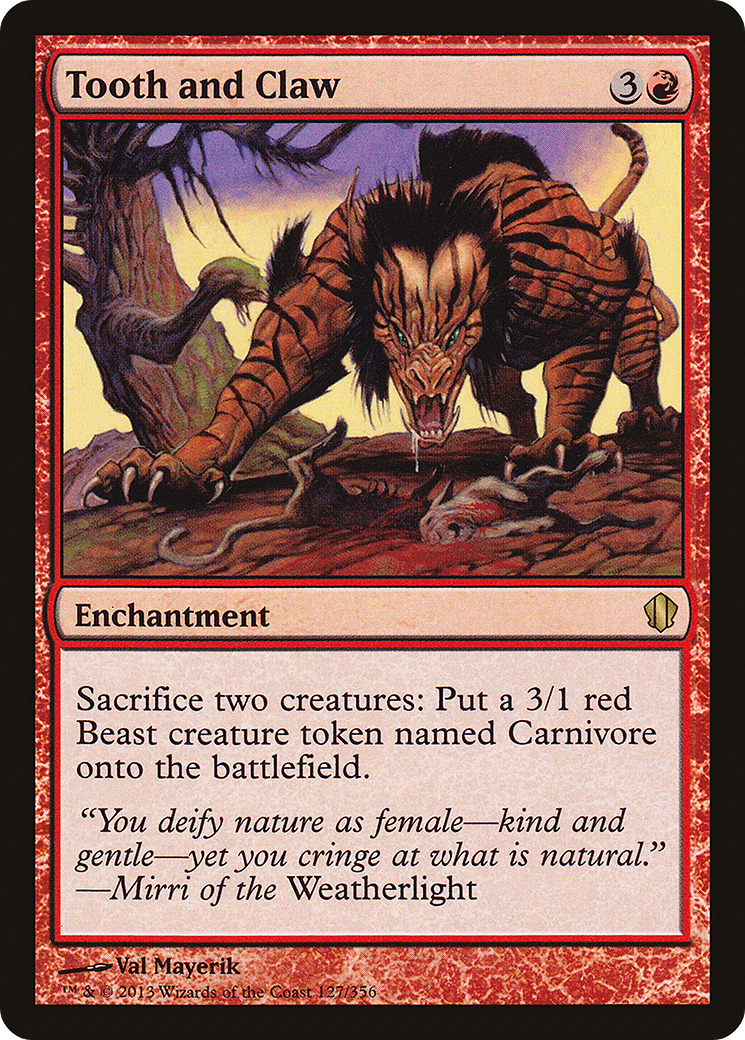 Tooth and Claw 3
Enchantment
Sacrifice two creatures: Put a 3/1 red
Beast creature token named Carnivore
onto the battlefield.
“You deify nature as female—kind and
gentle—yet you cringe at what is natural.”
—Mirri of the Weatherlight
Val Mayerik
™ & © 2013 Wizards of the Coast 127/356